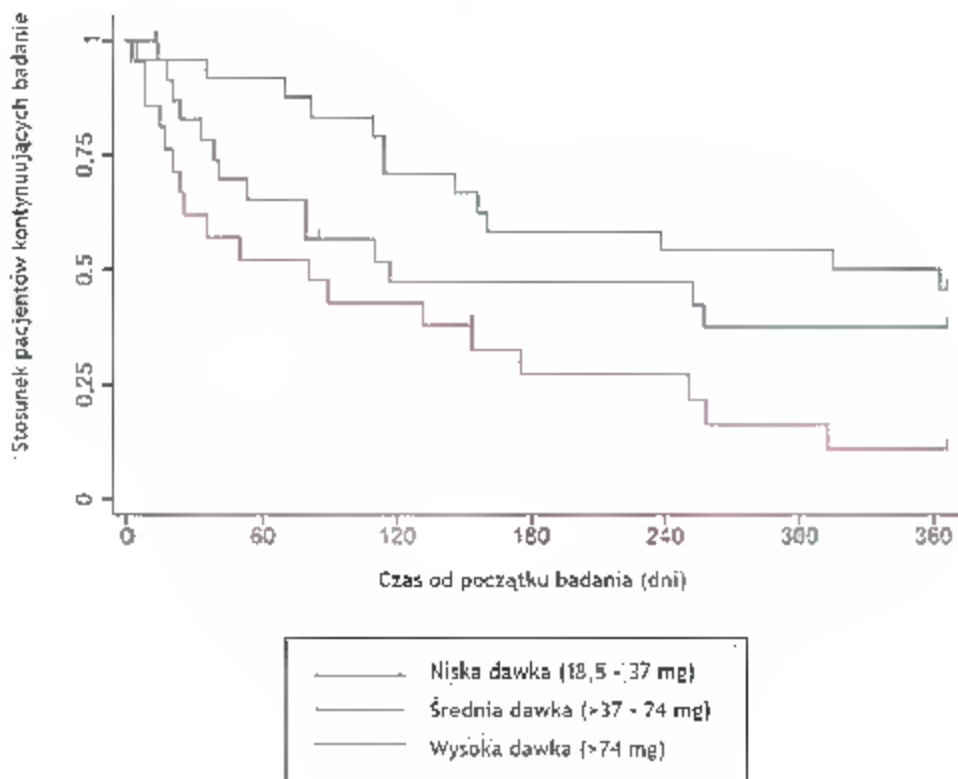 Stosunek pacjentów kontynuujących badanie
1
0,75
0,5
0,25
0
0 60 120 180 240 300 360
Czas od początku badania (dni)
Niska dawka (18,5 - 37 mg)
Średnia dawka (>37 - 74 mg)
Wysoka dawka (>74 mg)